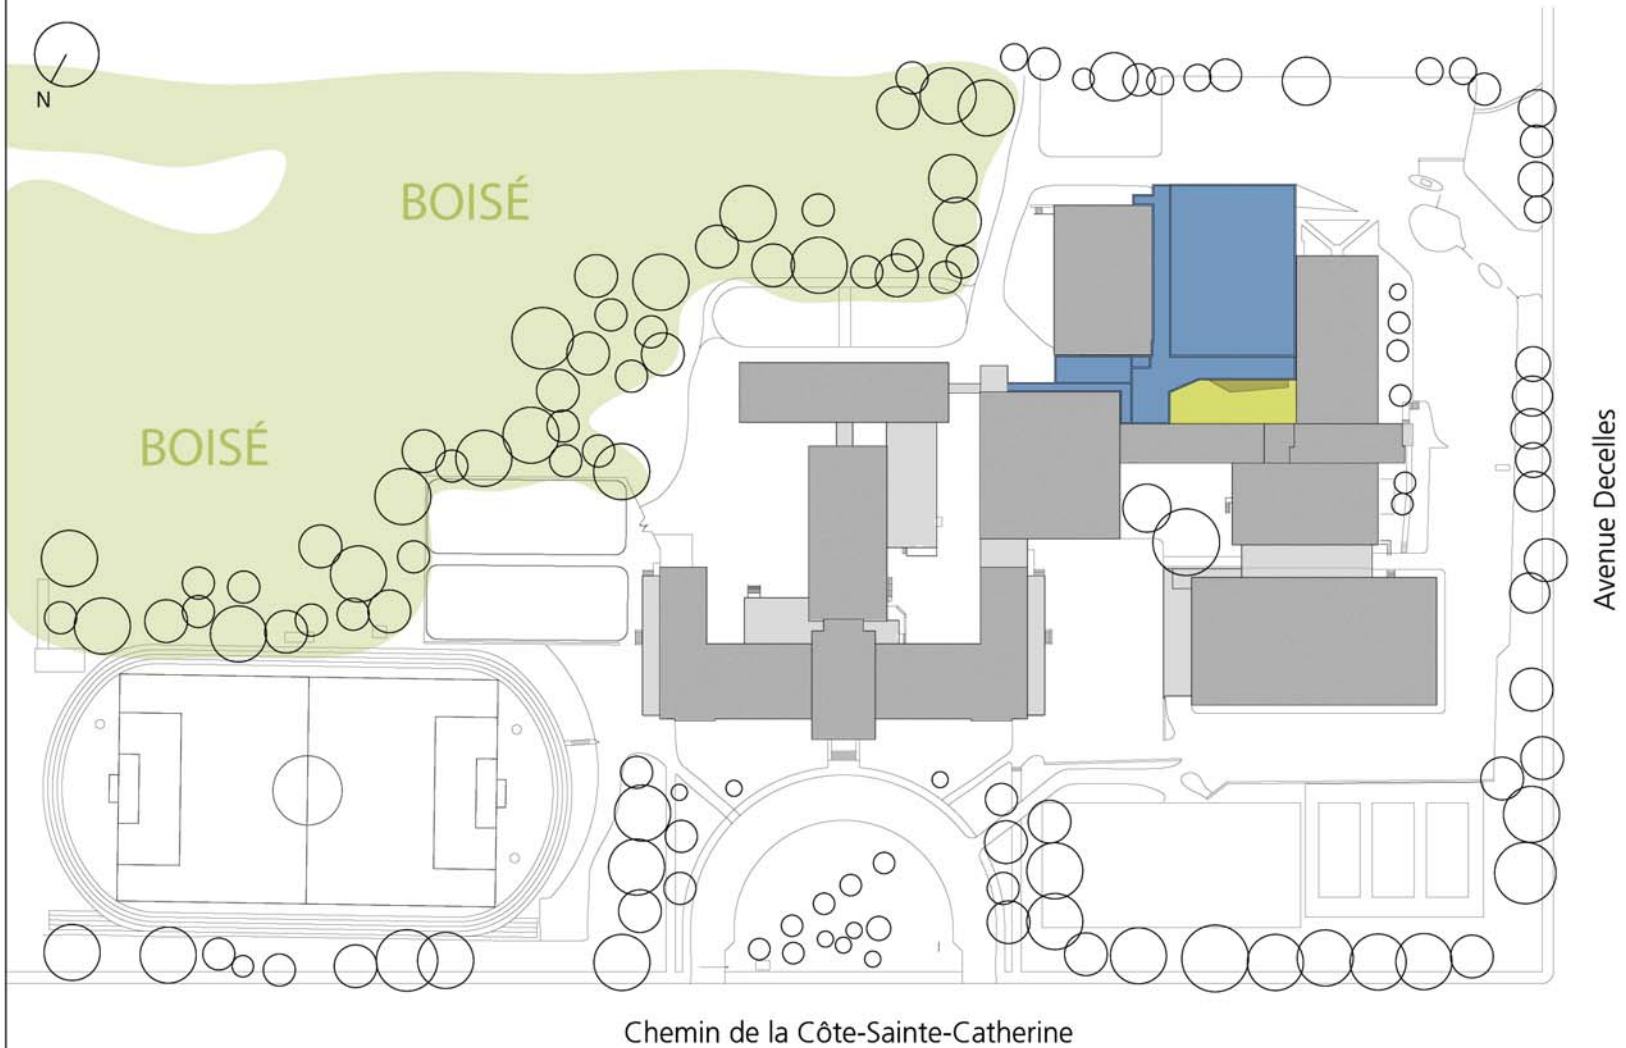 N
BOISÉ
BOISÉ
Avenue Decelles
Chemin de la Côte-Sainte-Catherine